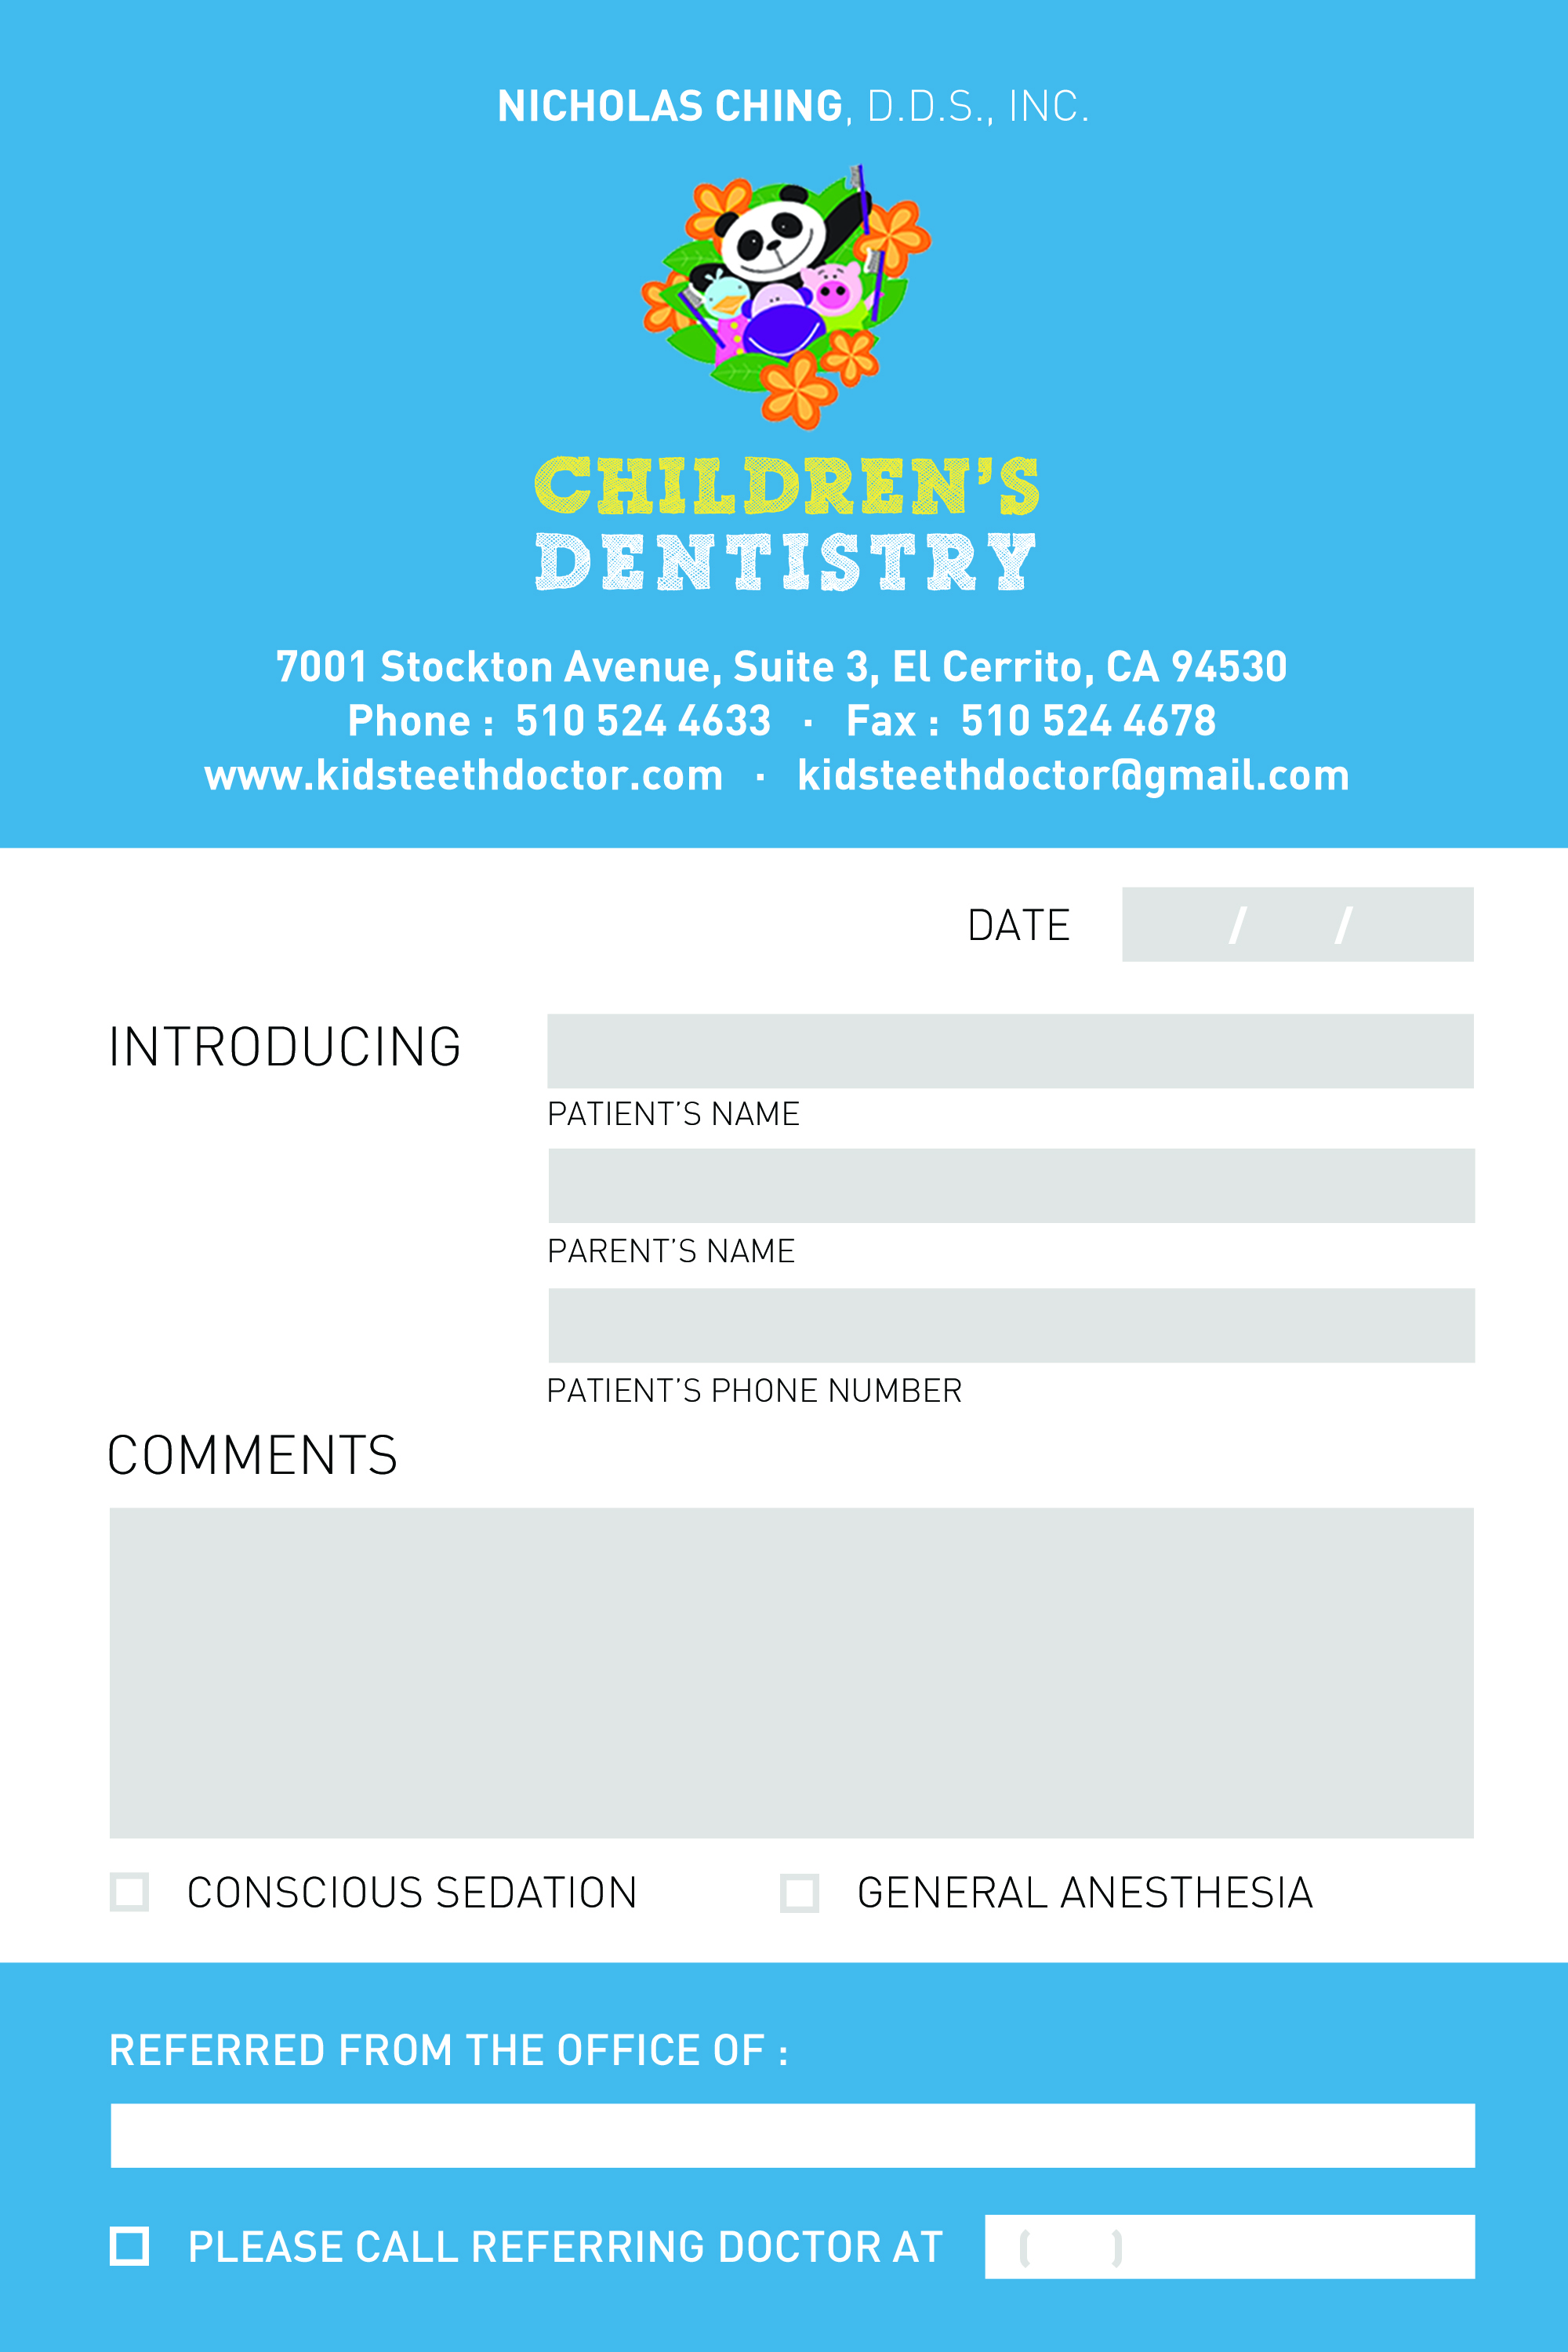 NICHOLAS CHING, D.D.S., INC.
CHILDREN'S
DENTISTRY
7001 Stockton Avenue, Suite 3, El Cerrito, CA 94530
Phone : 510 524 4633 · Fax : 510 524 4678
www.kidsteethdoctor.com · kidsteethdoctor@gmail.com
DATE / /
INTRODUCING
PATIENT’S NAME
PARENT’S NAME
PATIENT’S PHONE NUMBER
COMMENTS
CONSCIOUS SEDATION GENERAL ANESTHESIA
REFERRED FROM THE OFFICE OF :
PLEASE CALL REFERRING DOCTOR AT ( )